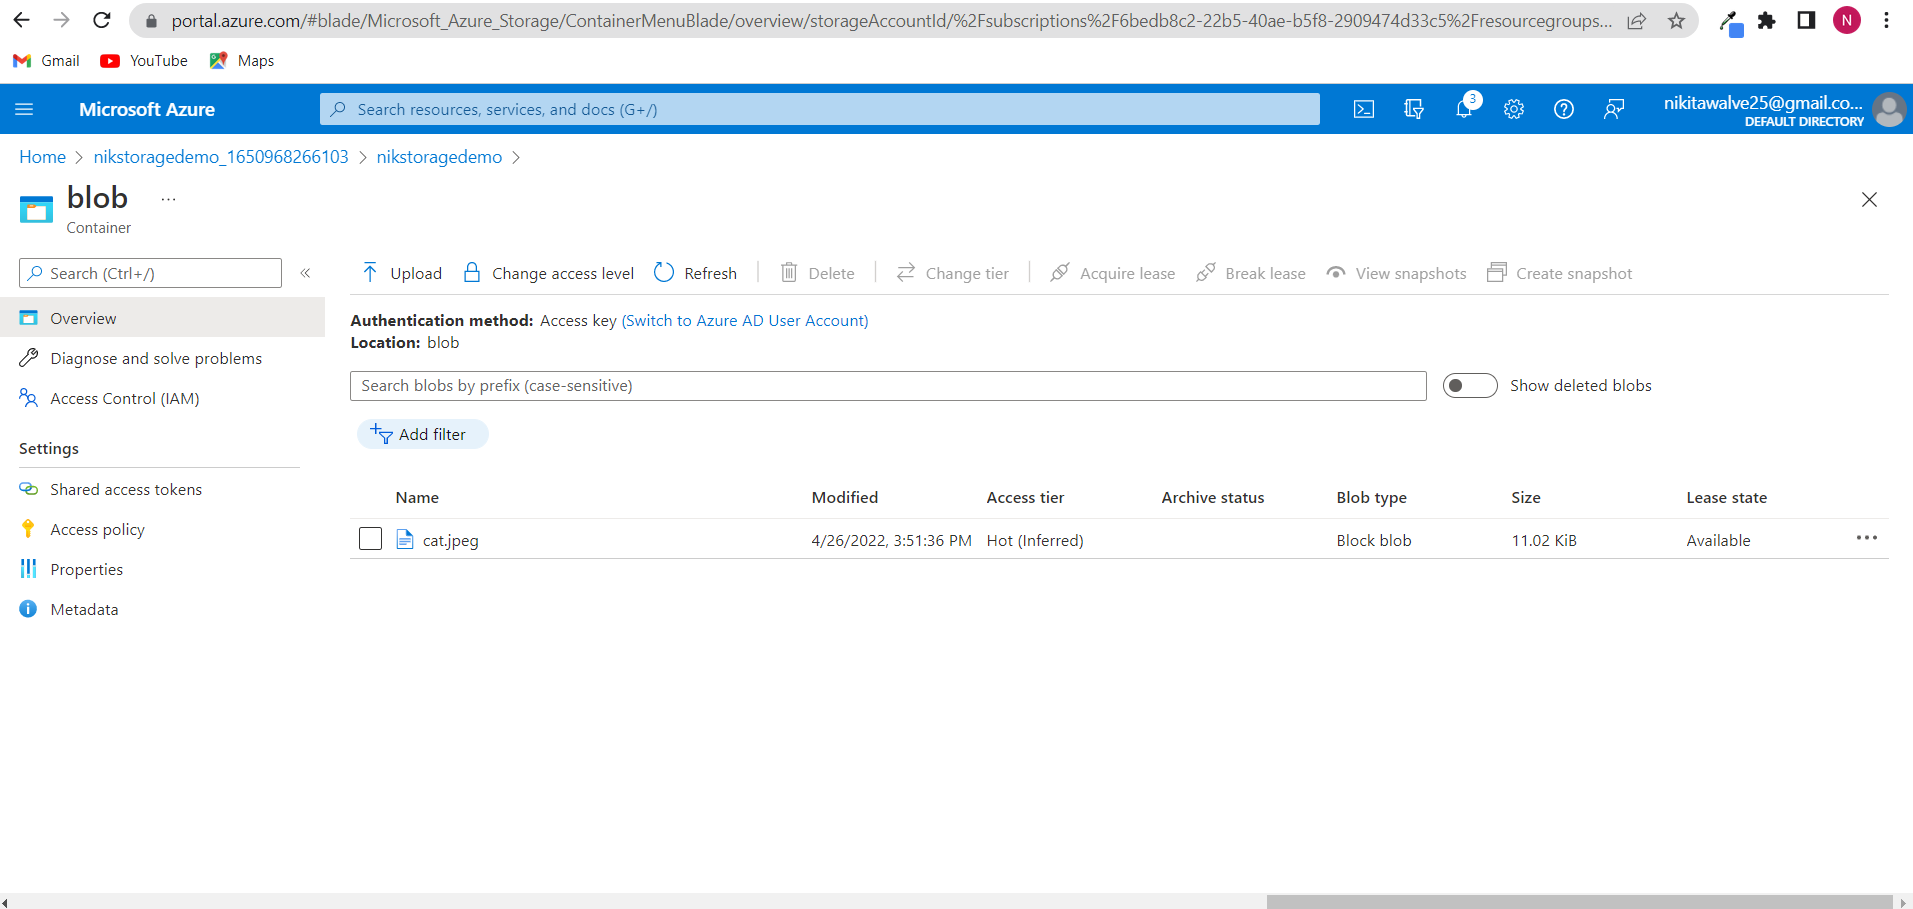 portal.azure.com/#blade/Microsoft_Azure_Storage/ContainerMenuBlade/overview/storageAccountId/%2Fsubscriptions%2F6bedb8c2-22b5-40ae-b5f8-2909474d33c5%2Fresourcegroups... N
Gmail YouTube Maps
Microsoft Azure Search resources, services, and docs (G+/) 3 nikitawalve25@gmail.co...
DEFAULT DIRECTORY
Home > nikstoragedemo_1650968266103 > nikstoragedemo >
blob ...
Container
Search (Ctrl+/) «
Upload Change access level Refresh Delete Change tier Acquire lease Break lease View snapshots Create snapshot
Overview
Diagnose and solve problems
Access Control (IAM)
Settings
Shared access tokens
Access policy
Properties
Metadata
Authentication method: Access key (Switch to Azure AD User Account)
Location: blob
Search blobs by prefix (case-sensitive) Show deleted blobs
Add filter
Name Modified Access tier Archive status Blob type Size Lease state
cat.jpeg 4/26/2022, 3:51:36 PM Hot (Inferred) Block blob 11.02 KiB Available ...